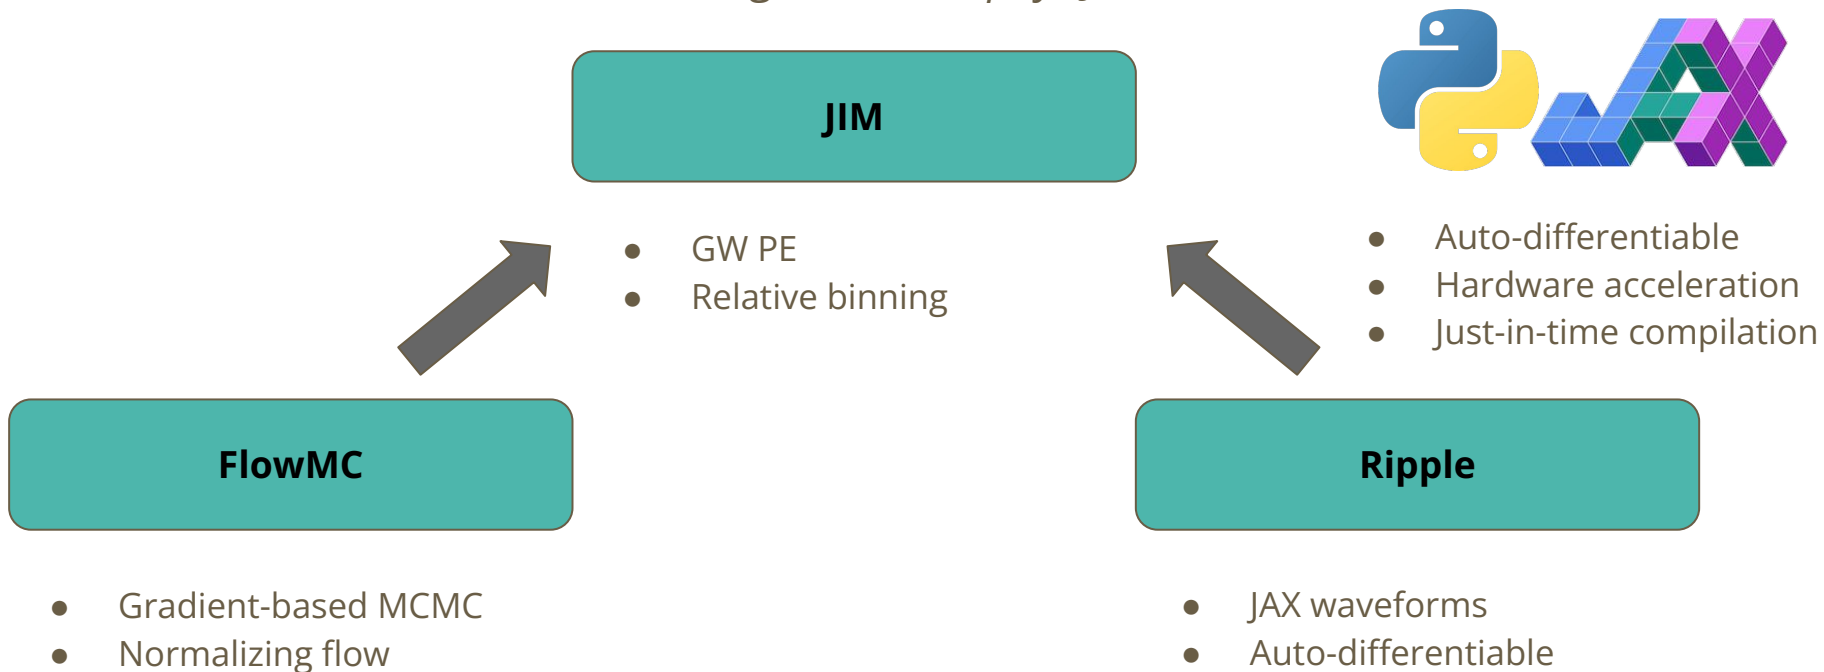 JIM
JAX
● GW PE
● Relative binning
● Auto-differentiable
● Hardware acceleration
● Just-in-time compilation
FlowMC
Ripple
● Gradient-based MCMC
● Normalizing flow
● JAX waveforms
● Auto-differentiable